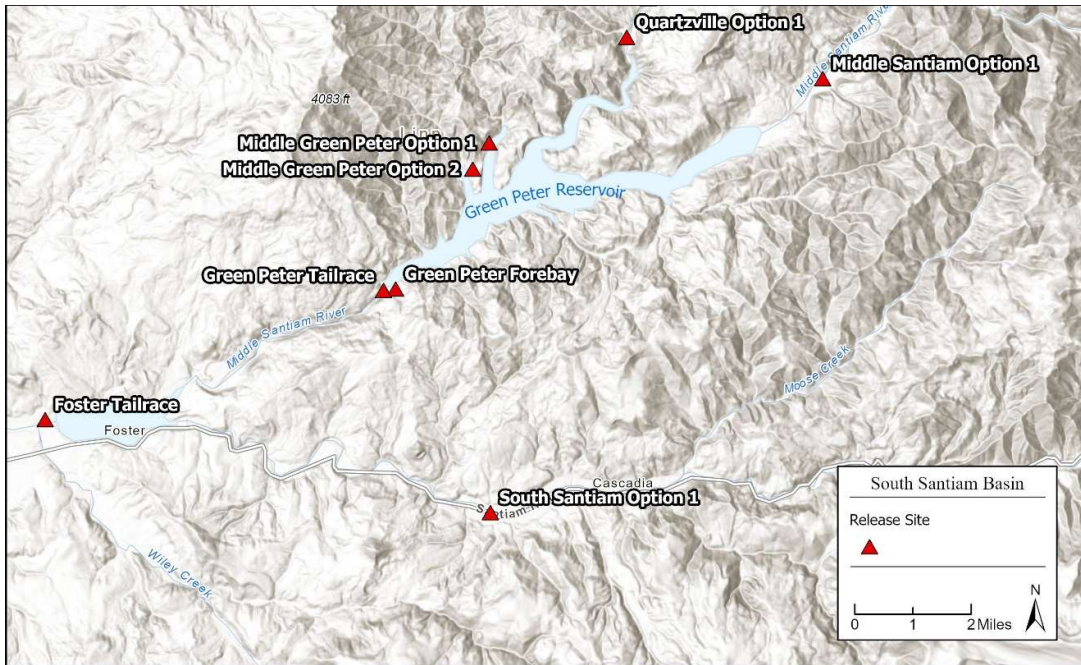 Quartzville Option 1
Middle Santiam River
Middle Santiam Option 1
4083 ft
Linn
Middle Green Peter Option 1
Middle Green Peter Option 2
Green Peter Reservoir
Green Peter Tailrace
Green Peter Forebay
Middle Santiam River
Moose Creek
Foster Tailrace
Foster
Cascadia
South Santiam Option 1
Wiley Creek
South Santiam Basin
Release Site
N
0 1 2 Miles